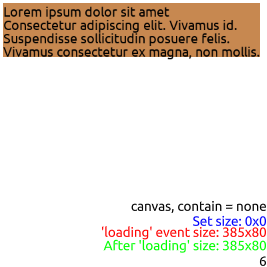 Lorem ipsum dolor sit amet
Consectetur adipiscing elit. Vivamus id.
Suspendisse sollicitudin posuere felis.
Vivamus consectetur ex magna, non mollis.
canvas, contain = none
Set size: 0x0
'loading' event size: 385x80
After 'loading' size: 385x80
6